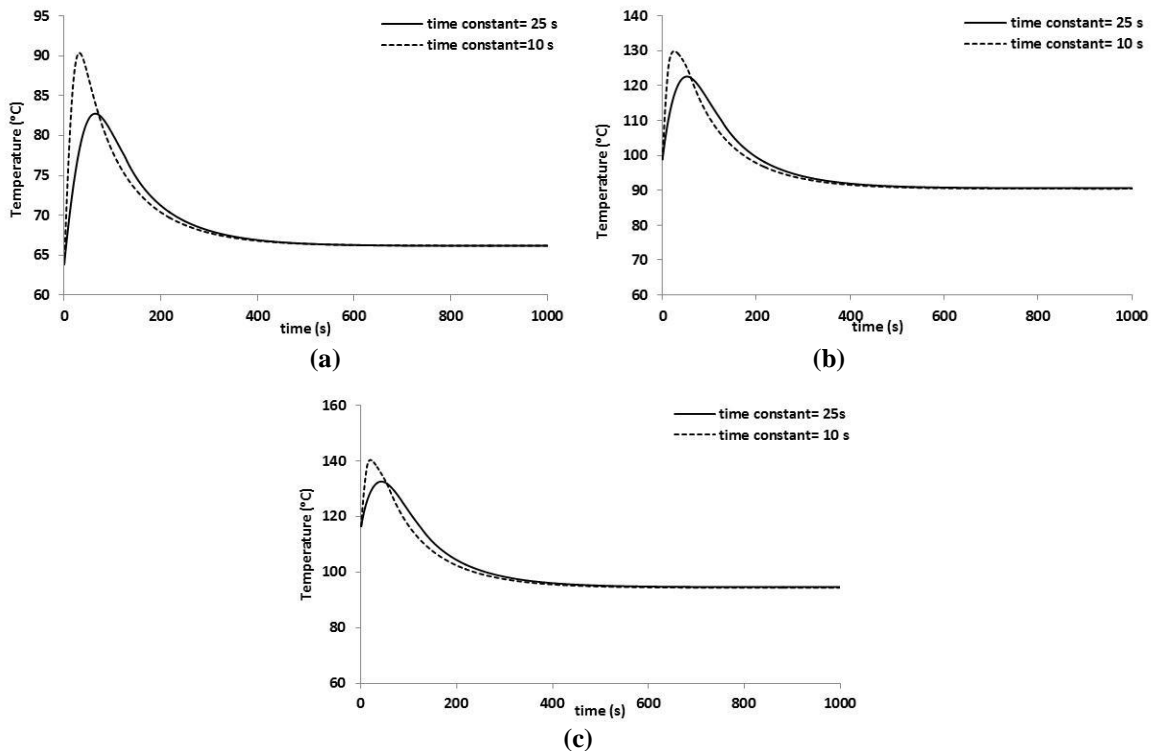 95
90
85
80
75
70
65
60
Temperature (°C)
time constant= 25 s
time constant=10 s
0 200 400 600 800 1000
time (s)
(a)
140
130
120
110
100
90
80
70
60
Temperature (°C)
time constant= 25 s
time constant= 10 s
0 200 400 600 800 1000
time (s)
(b)
160
140
120
100
80
60
Temperature (°C)
time constant= 25s
time constant= 10 s
0 200 400 600 800 1000
time (s)
(c)